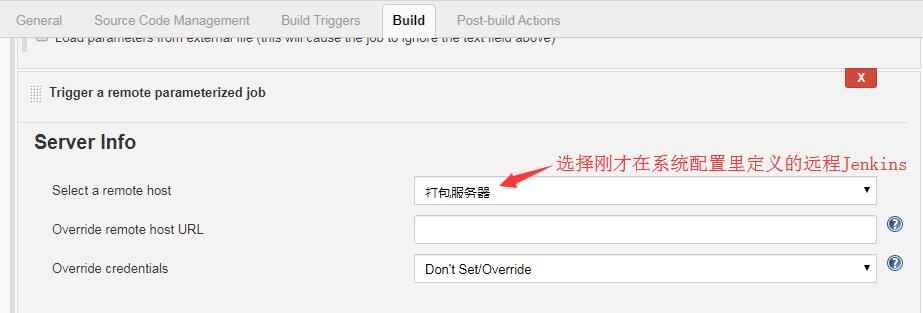 General Source Code Management Build Triggers Build Post-build Actions
Load parameters from external file (this will cause the job to ignore the text field above)
X
Trigger a remote parameterized job
Server Info
选择刚才在系统配置里定义的远程Jenkins
Select a remote host 打包服务器
Override remote host URL
Override credentials Don't Set/Override